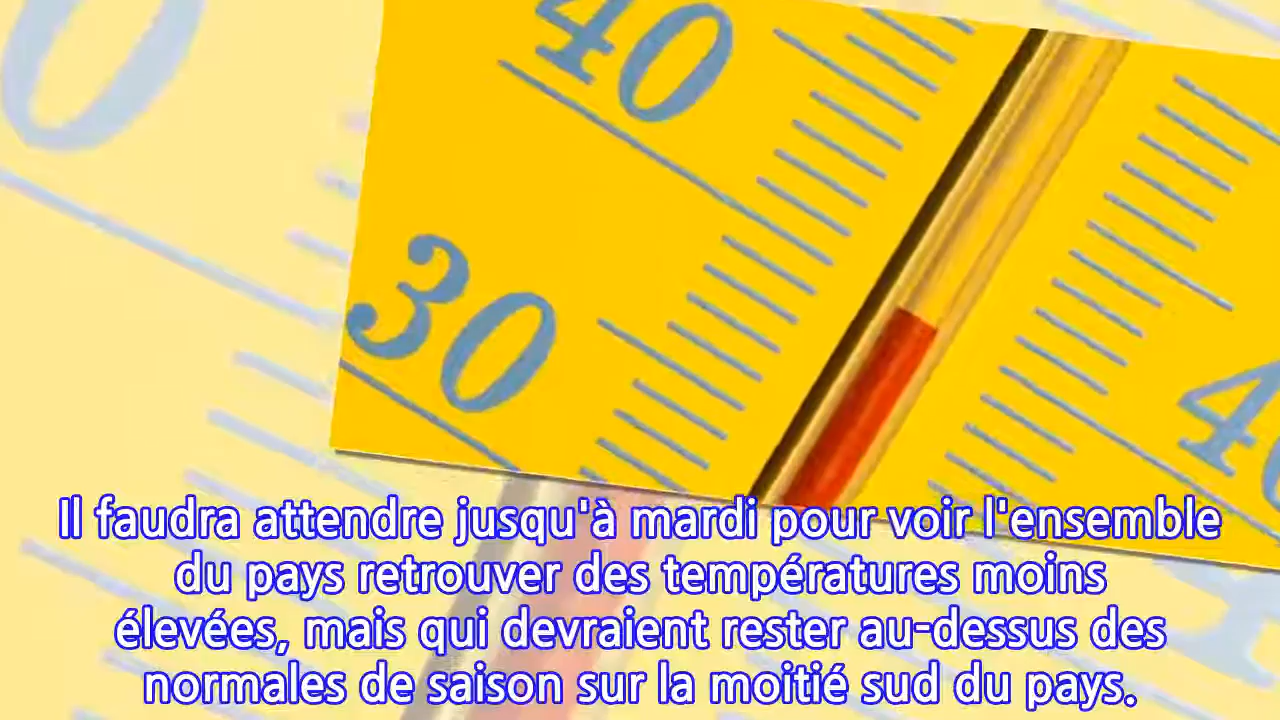 40
30
40
Il faudra attendre jusqu'à mardi pour voir l'ensemble
du pays retrouver des températures moins
élevées, mais qui devraient rester au-dessus des
normales de saison sur la moitié sud du pays.